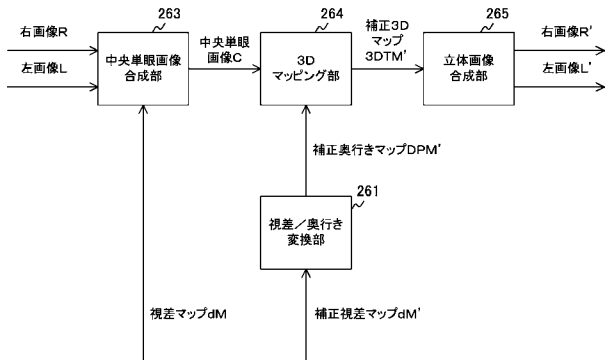 263
264
265
右画像R
左画像L
中央単眼画像
合成部
中央単眼
画像C
3D
マッピング部
補正3D
マップ
3DTM'
立体画像
合成部
右画像R'
左画像L'
補正奥行きマップDPM'
261
視差／奥行き
変換部
視差マップdM
補正視差マップdM'